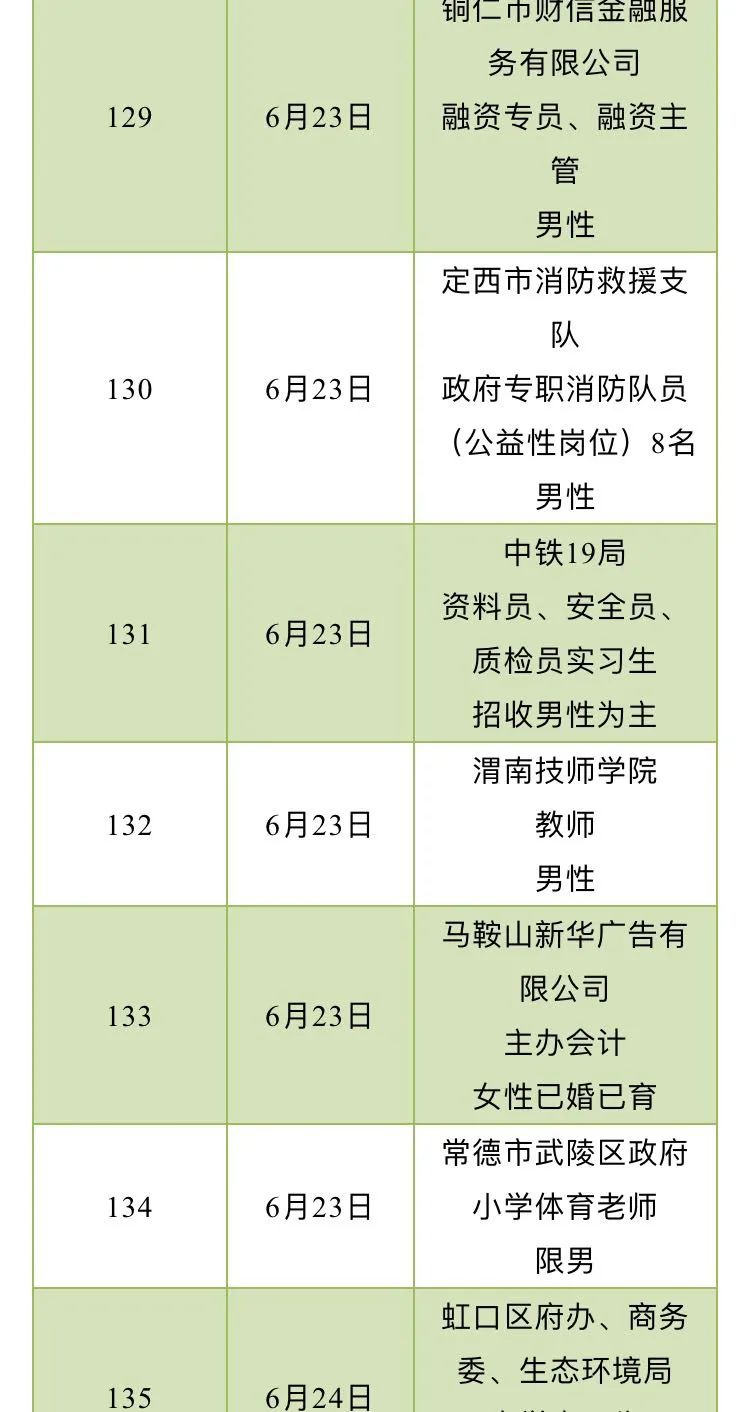 铜仁市财信金融服
务有限公司
129
6月23日
融资专员、融资主
管
男性
定西市消防救援支
队
130
6月23日
政府专职消防队员
（公益性岗位）8名
男性
中铁19局
资料员、安全员、
131
6月23日
质检员实习生
招收男性为主
渭南技师学院
132
6月23日
教师
男性
马鞍山新华广告有
限公司
133
6月23日
主办会计
女性已婚已育
常德市武陵区政府
134
6月23日
小学体育老师
限男
虹口区府办、商务
委、生态环境局
135
6月24日